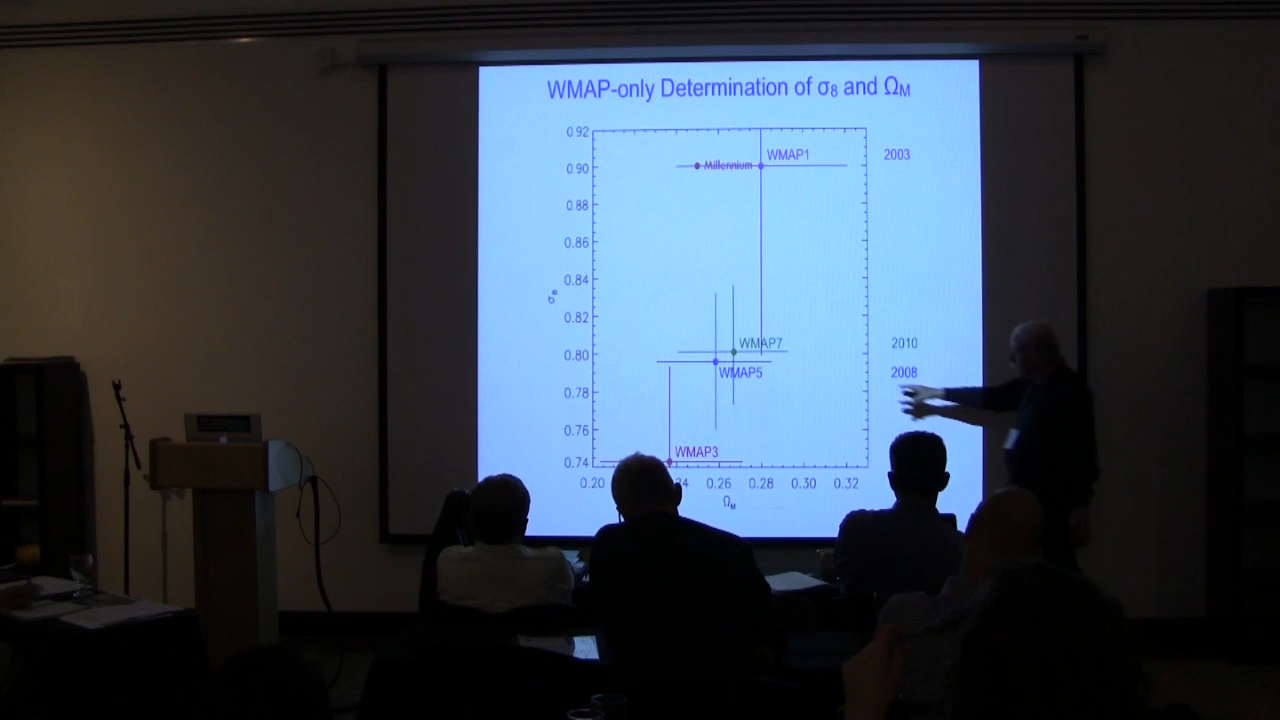 WMAP-only Determination of σ8 and ΩM
0.92
WMAP1
2003
0.90
Millennium
0.88
0.86
0.84
σ8
0.82
WMAP7
2010
0.80
WMAP5
2008
0.78
0.76
WMAP3
0.74
0.20
24
0.26
0.28
0.30
0.32
ΩM